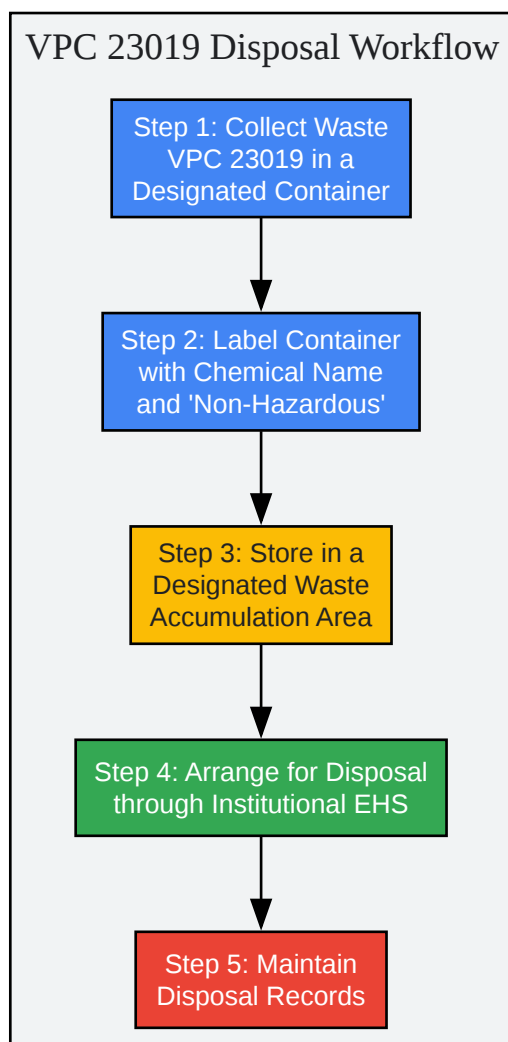 VPC 23019 Disposal Workflow
Step 1: Collect Waste
VPC 23019 in a
Designated Container
Step 2: Label Container
with Chemical Name
and 'Non-Hazardous'
Step 3: Store in a
Designated Waste
Accumulation Area
Step 4: Arrange for Disposal
through Institutional EHS
Step 5: Maintain
Disposal Records